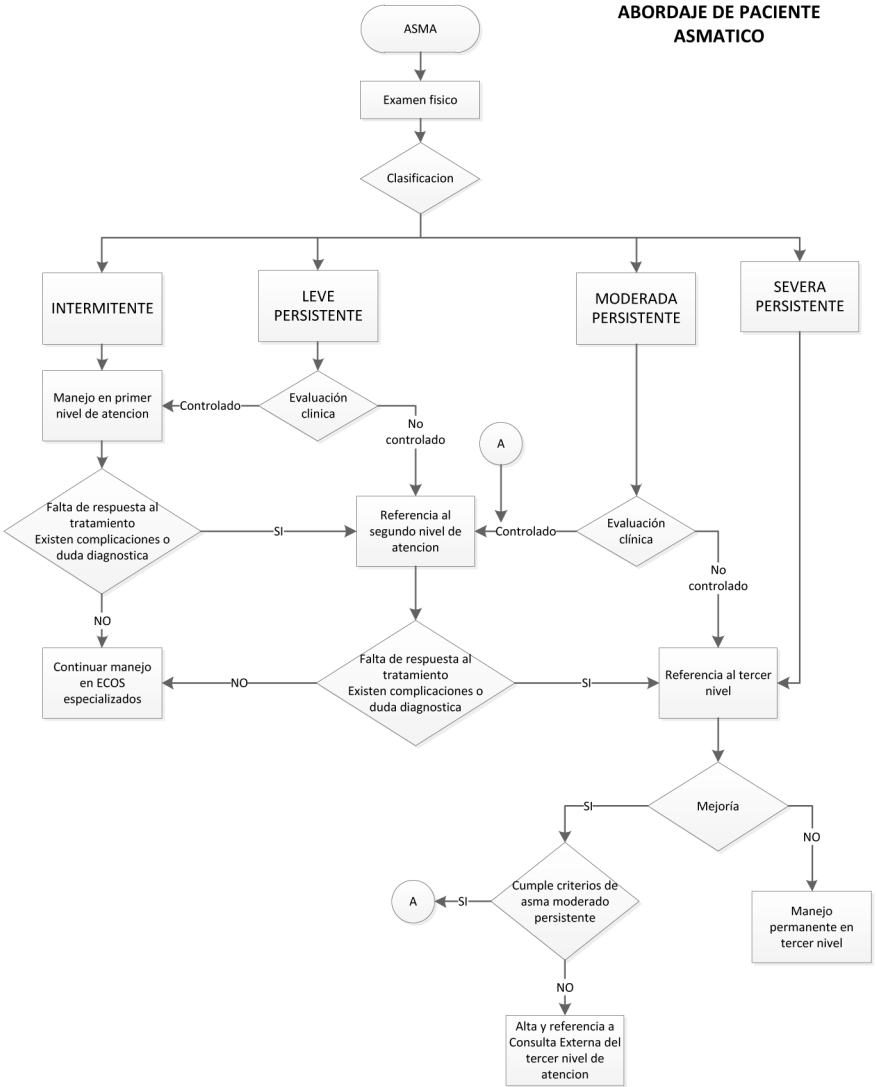 ABORDAJE DE PACIENTE
ASMATICO
ASMA
Examen fisico
Clasificacion
INTERMITENTE
LEVE
PERSISTENTE
MODERADA
PERSISTENTE
SEVERA
PERSISTENTE
Manejo en primer
nivel de atencion
Controlado
Evaluación
clinica
No
controlado
A
Falta de respuesta al
tratamiento
Existen complicaciones o
duda diagnostica
SI
Referencia al
segundo nivel de
atencion
Controlado
Evaluación
clínica
No
controlado
NO
Continuar manejo
en ECOS
especializados
NO
Falta de respuesta al
tratamiento
Existen complicaciones o
duda diagnostica
SI
Referencia al tercer
nivel
Mejoría
SI
NO
A
SI
Cumple criterios de
asma moderado
persistente
Manejo
permanente en
tercer nivel
NO
Alta y referencia a
Consulta Externa del
tercer nivel de
atencion